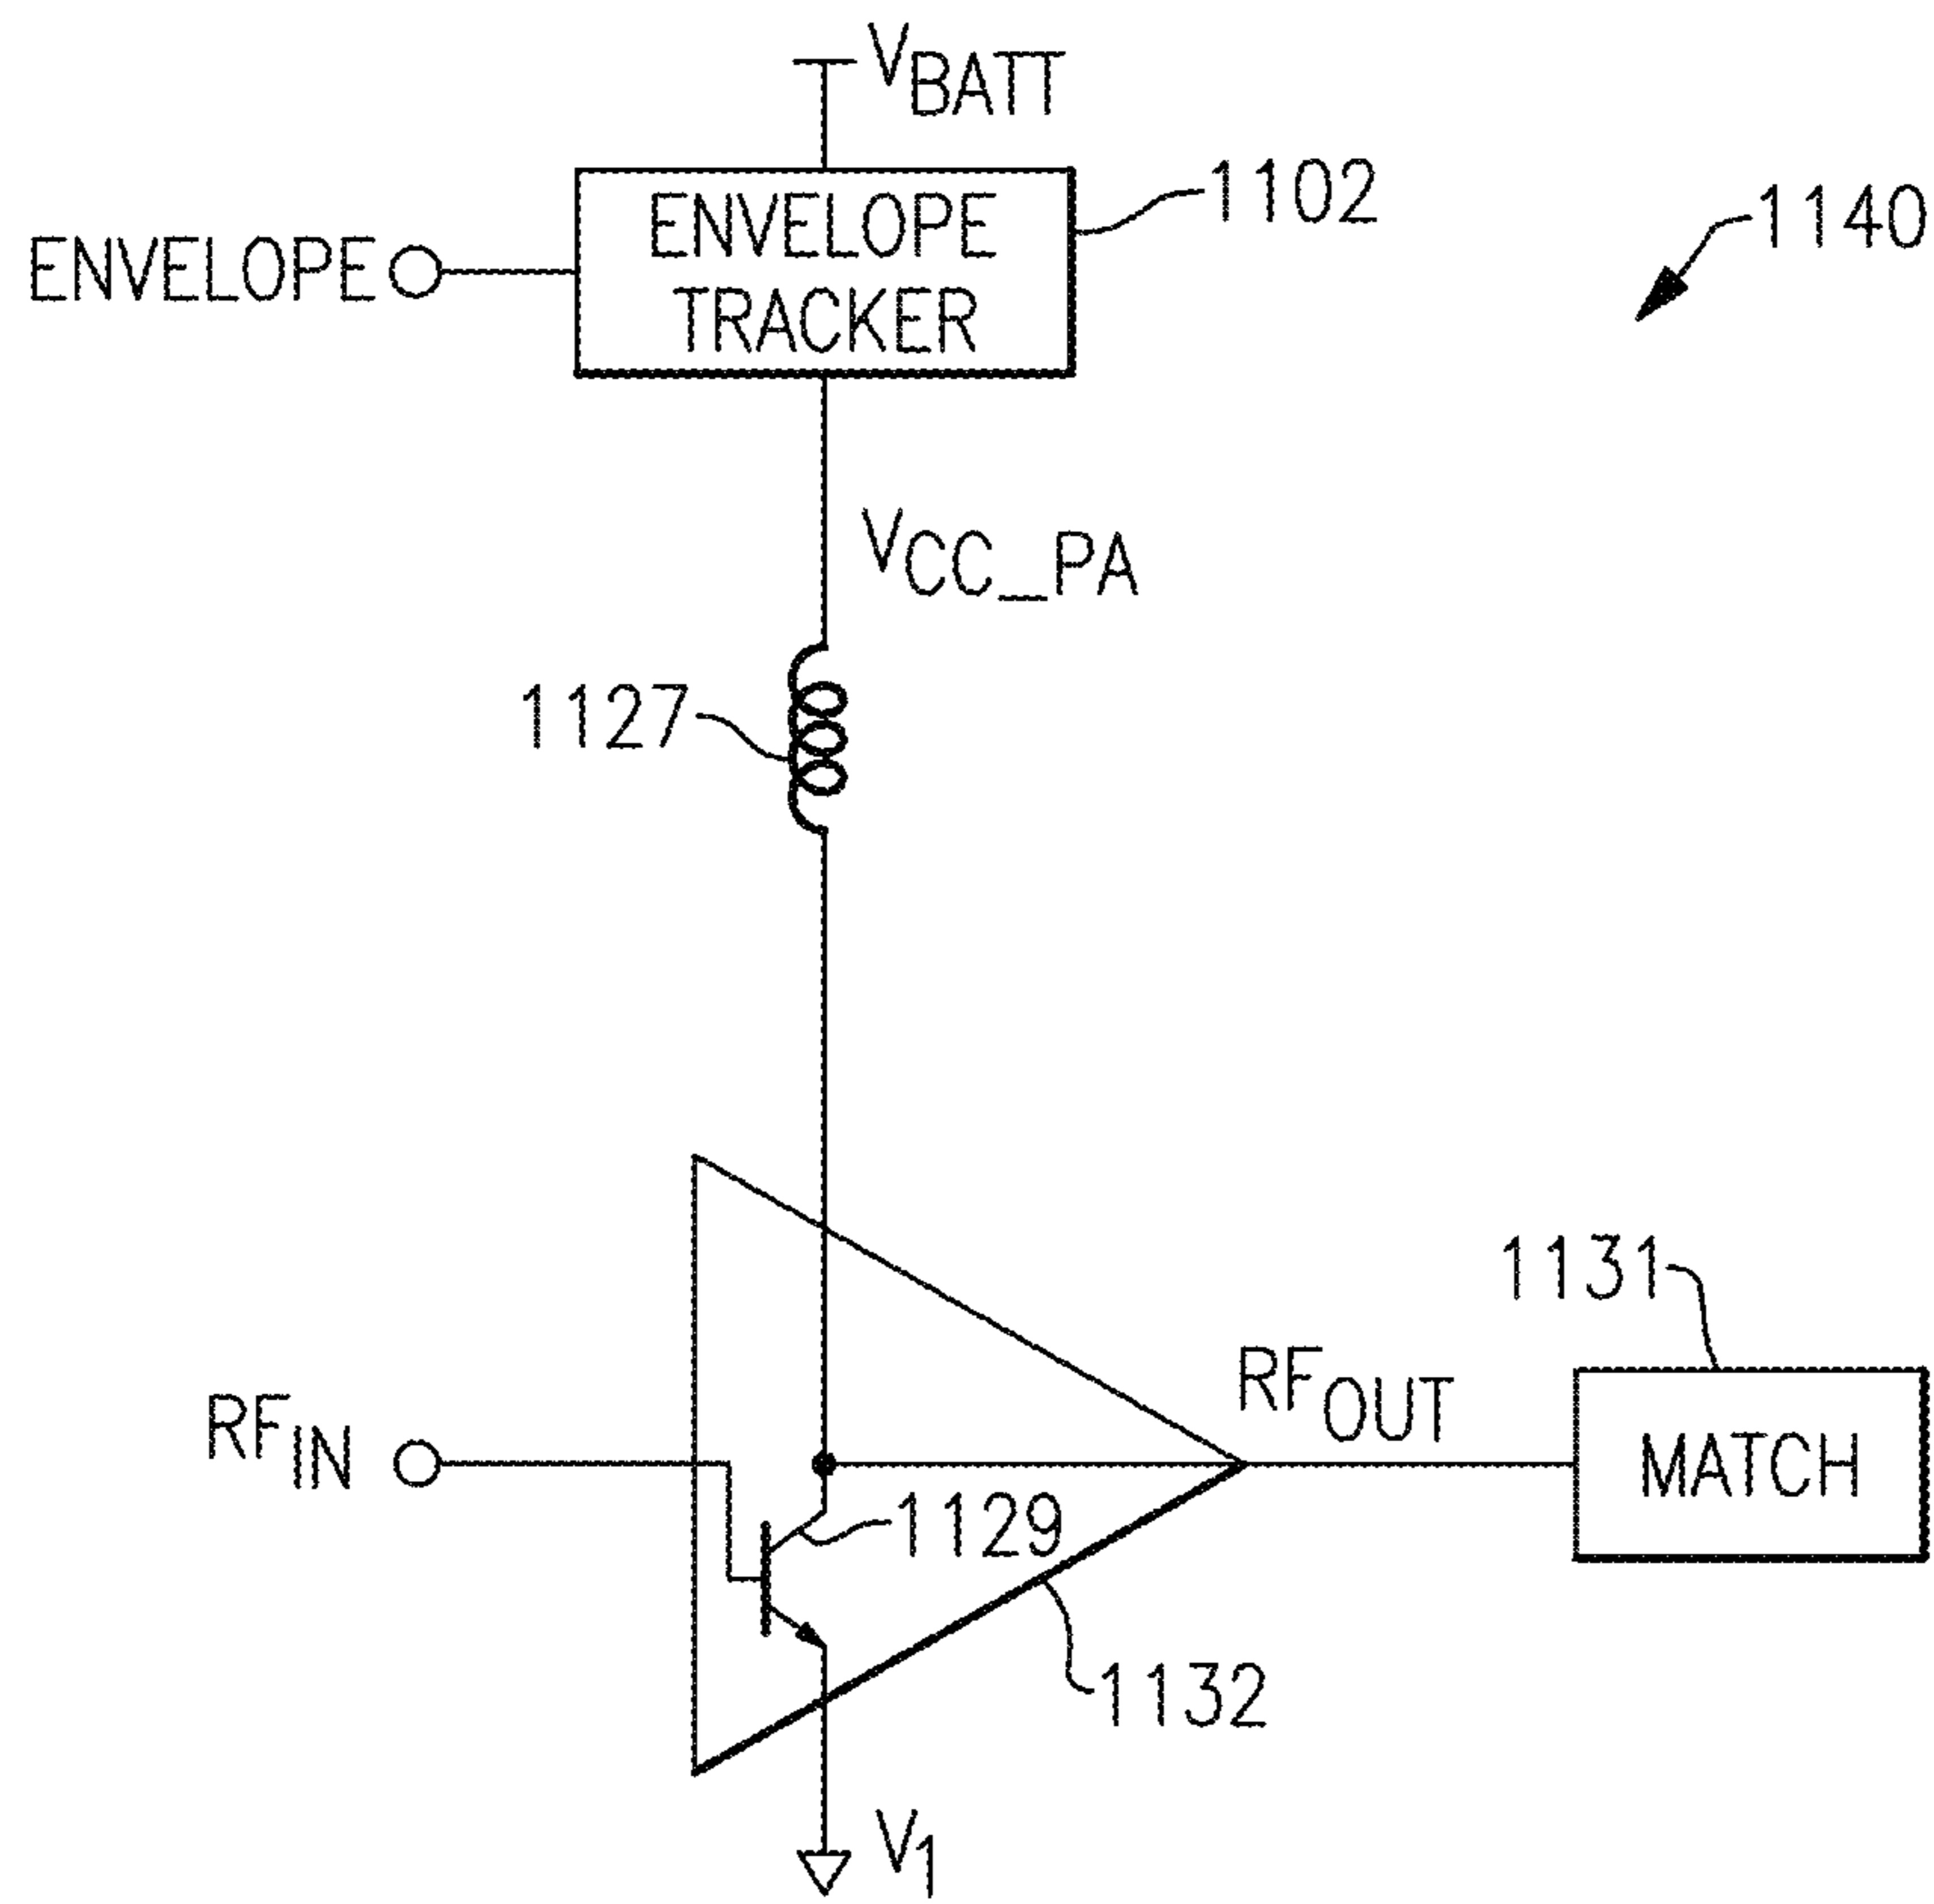 VBATT
1102
1140
ENVELOPE
ENVELOPE
TRACKER
VCC_PA
1127
1131
RFIN
RFOUT
MATCH
1129
1132
V1